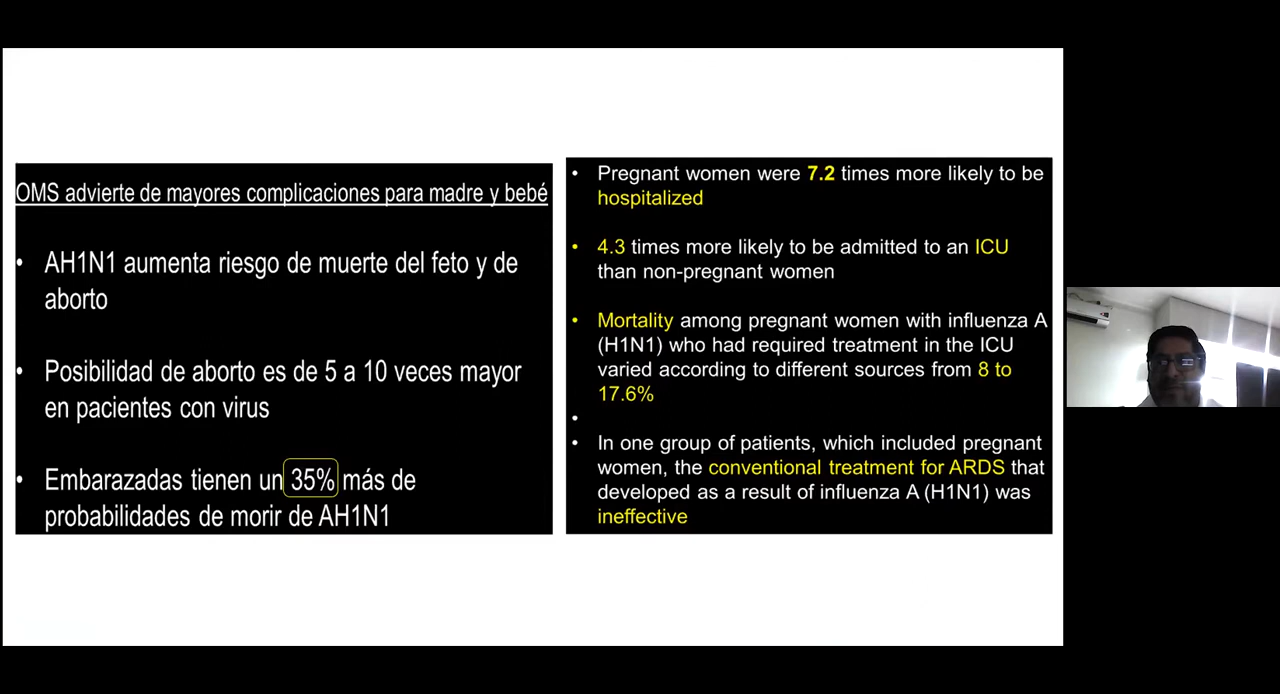 OMS advierte de mayores complicaciones para madre y bebé
• AH1N1 aumenta riesgo de muerte del feto y de
aborto
• Posibilidad de aborto es de 5 a 10 veces mayor
en pacientes con virus
• Embarazadas tienen un 35% más de
probabilidades de morir de AH1N1
• Pregnant women were 7.2 times more likely to be
hospitalized
• 4.3 times more likely to be admitted to an ICU
than non-pregnant women
• Mortality among pregnant women with influenza A
(H1N1) who had required treatment in the ICU
varied according to different sources from 8 to
17.6%
•
• In one group of patients, which included pregnant
women, the conventional treatment for ARDS that
developed as a result of influenza A (H1N1) was
ineffective